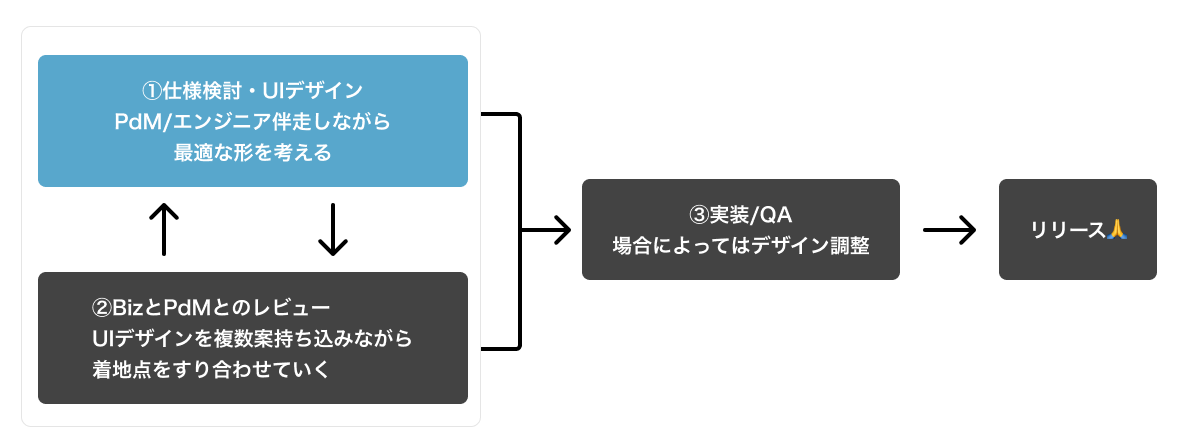 ①仕様検討・UIデザイン
PdM/エンジニア伴走しながら
最適な形を考える
②BizとPdMとのレビュー
UIデザインを複数案持ち込みながら
着地点をすり合わせていく
③実装/QA
場合によってはデザイン調整
リリース🙏